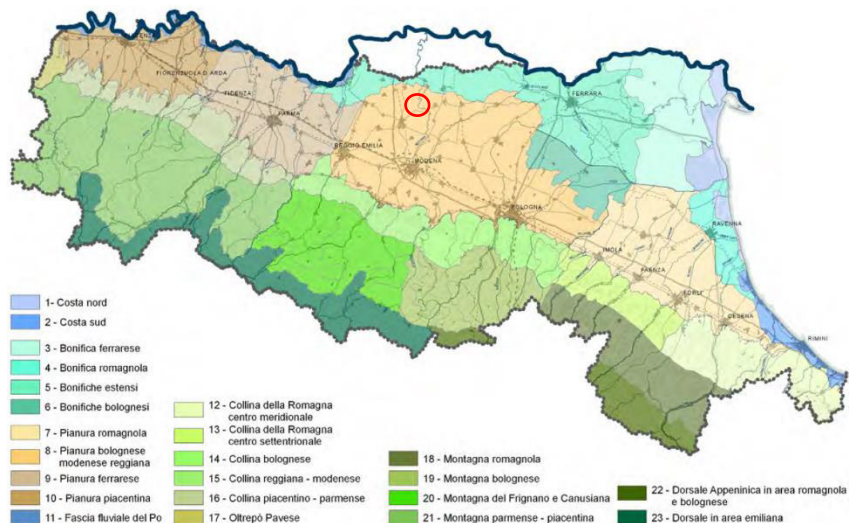 FIORENZUOLA D'ARDA
FIDENZA
PARMA
REGGIO EMILIA
MODENA
BOLOGNA
FERRARA
RAVENNA
IMOLA
FAENZA
FORLÌ
CESENA
RIMINI
1- Costa nord
2 - Costa sud
3 - Bonifica ferrarese
4 - Bonifica romagnola
5 - Bonifiche estensi
6 - Bonifiche bolognesi
7 - Pianura romagnola
8 - Pianura bolognese
modenese reggiana
9 - Pianura ferrarese
10 - Pianura piacentina
11 - Fascia fluviale del Po
12 - Collina della Romagna
centro meridionale
13 - Collina della Romagna
centro settentrionale
14 - Collina bolognese
15 - Collina reggiana - modenese
16 - Collina piacentino - parmense
17 - Oltrepò Pavese
18 - Montagna romagnola
19 - Montagna bolognese
20 - Montagna del Frignano e Canusiana
21 - Montagna parmense - piacentina
22 - Dorsale Appeninica in area romagnola
e bolognese
23 - Dorsale in area emiliana